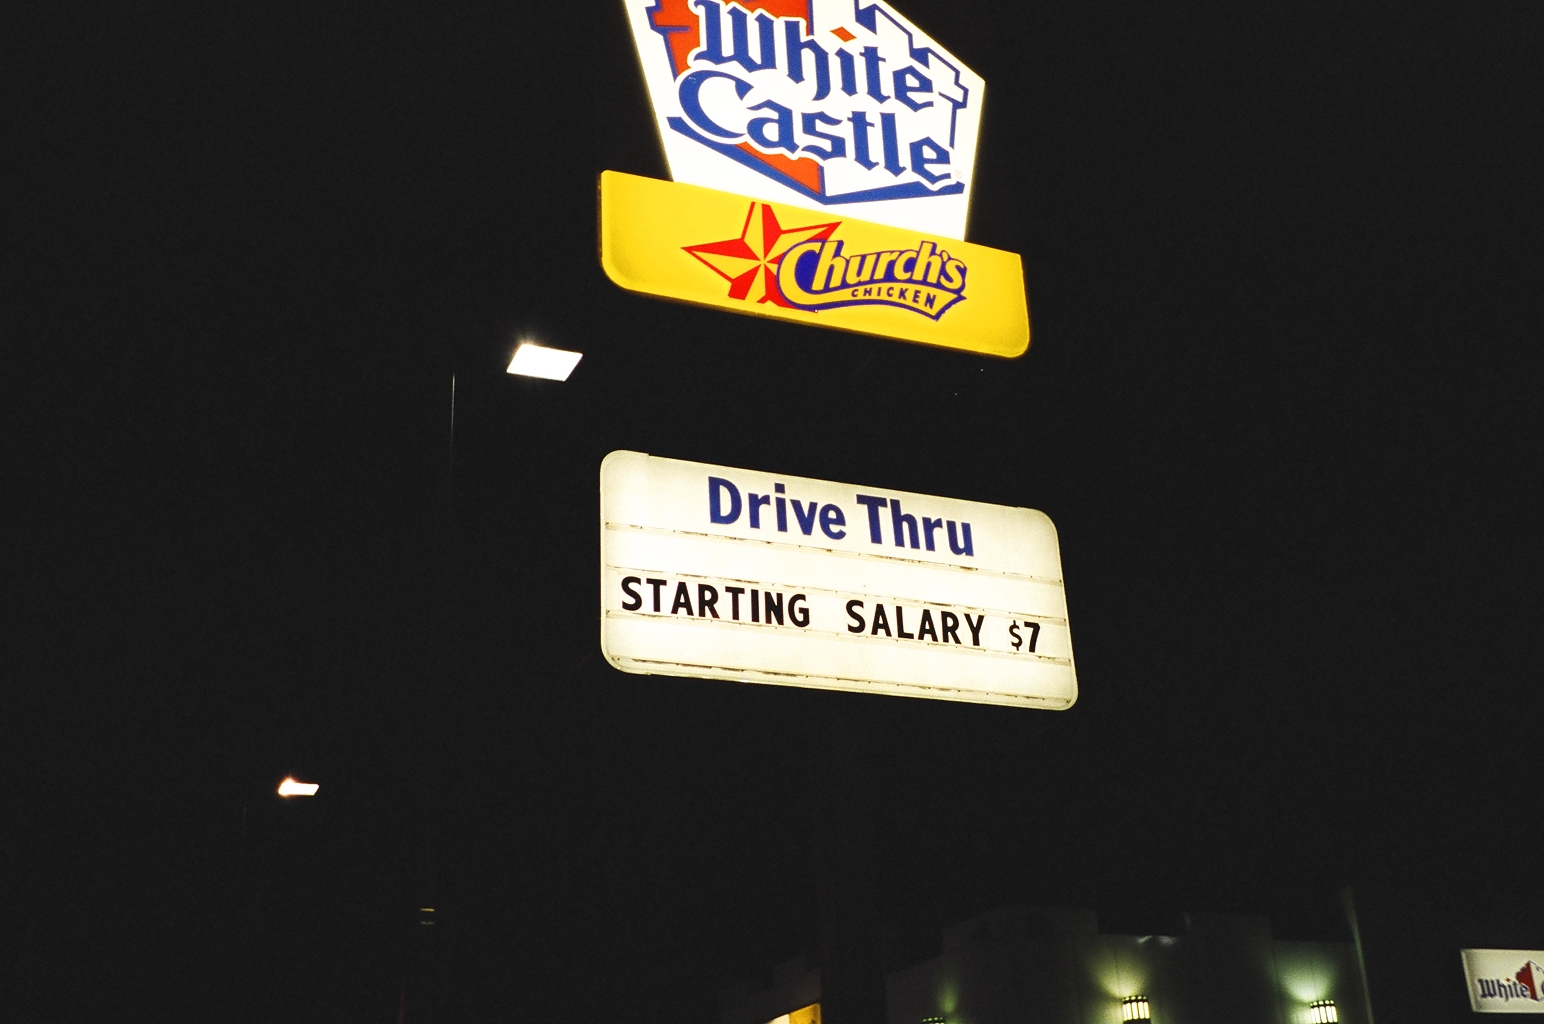 White
Castle
Church's
CHICKEN
Drive Thru
STARTING SALARY $7
White